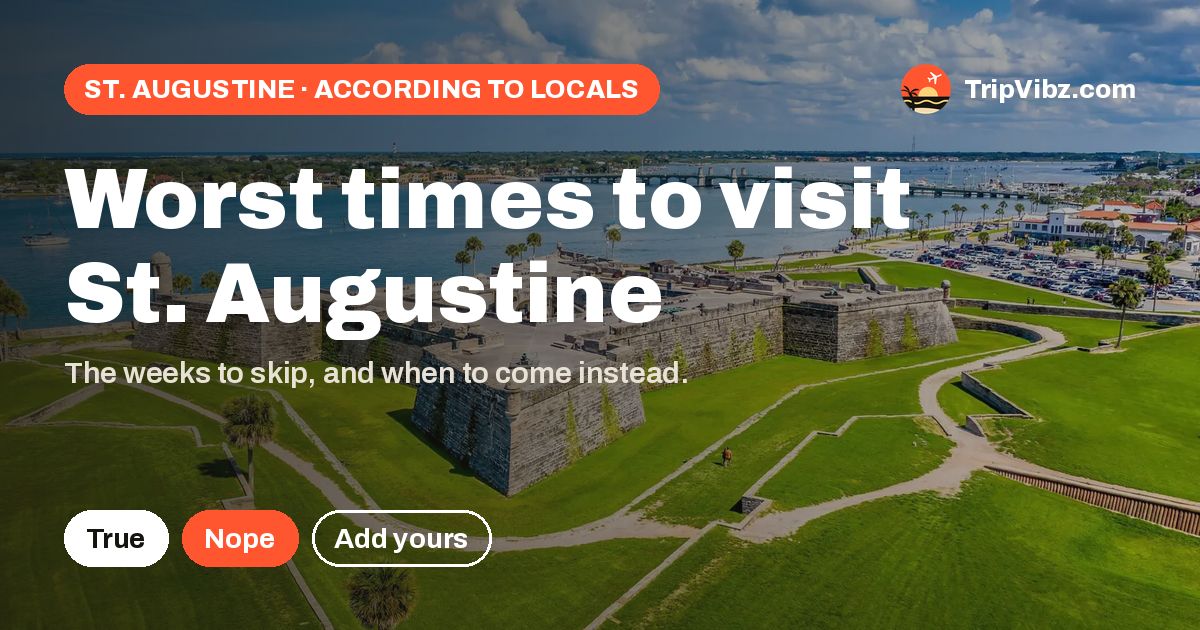 ST. AUGUSTINE · ACCORDING TO LOCALS
TripVibz.com
Worst times to visit
St. Augustine
The weeks to skip, and when to come instead.
True
Nope
Add yours